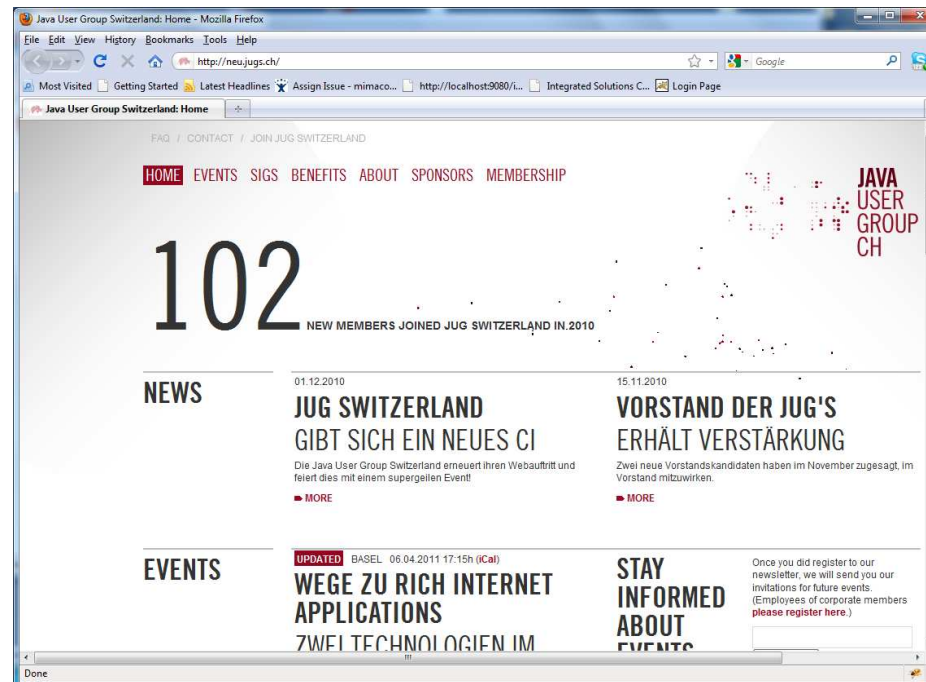 Java User Group Switzerland: Home - Mozilla Firefox
File Edit View History Bookmarks Tools Help
http://neu.jugs.ch/
Google
Most Visited Getting Started Latest Headlines Assign Issue - mimaco... http://localhost:9080/i... Integrated Solutions C... Login Page
Java User Group Switzerland: Home
FAQ / CONTACT / JOIN JUG SWITZERLAND
HOME EVENTS SIGS BENEFITS ABOUT SPONSORS MEMBERSHIP
JAVA
USER
GROUP
CH
102
NEW MEMBERS JOINED JUG SWITZERLAND IN 2010
NEWS
01.12.2010
JUG SWITZERLAND
GIBT SICH EIN NEUES CI
Die Java User Group Switzerland erneuert ihren Webauftritt und
feiert dies mit einem supergeilen Event!
MORE
15.11.2010
VORSTAND DER JUG'S
ERHÄLT VERSTÄRKUNG
Zwei neue Vorstandskandidaten haben im November zugesagt, im
Vorstand mitzuwirken.
MORE
EVENTS
UPDATED BASEL 06.04.2011 17:15h (iCal)
WEGE ZU RICH INTERNET
APPLICATIONS
ZWEI TECHNOLOGIEN IM
STAY
INFORMED
ABOUT
EVENTS
Once you did register to our
newsletter, we will send you our
invitations for future events.
(Employees of corporate members
please register here.)
Done